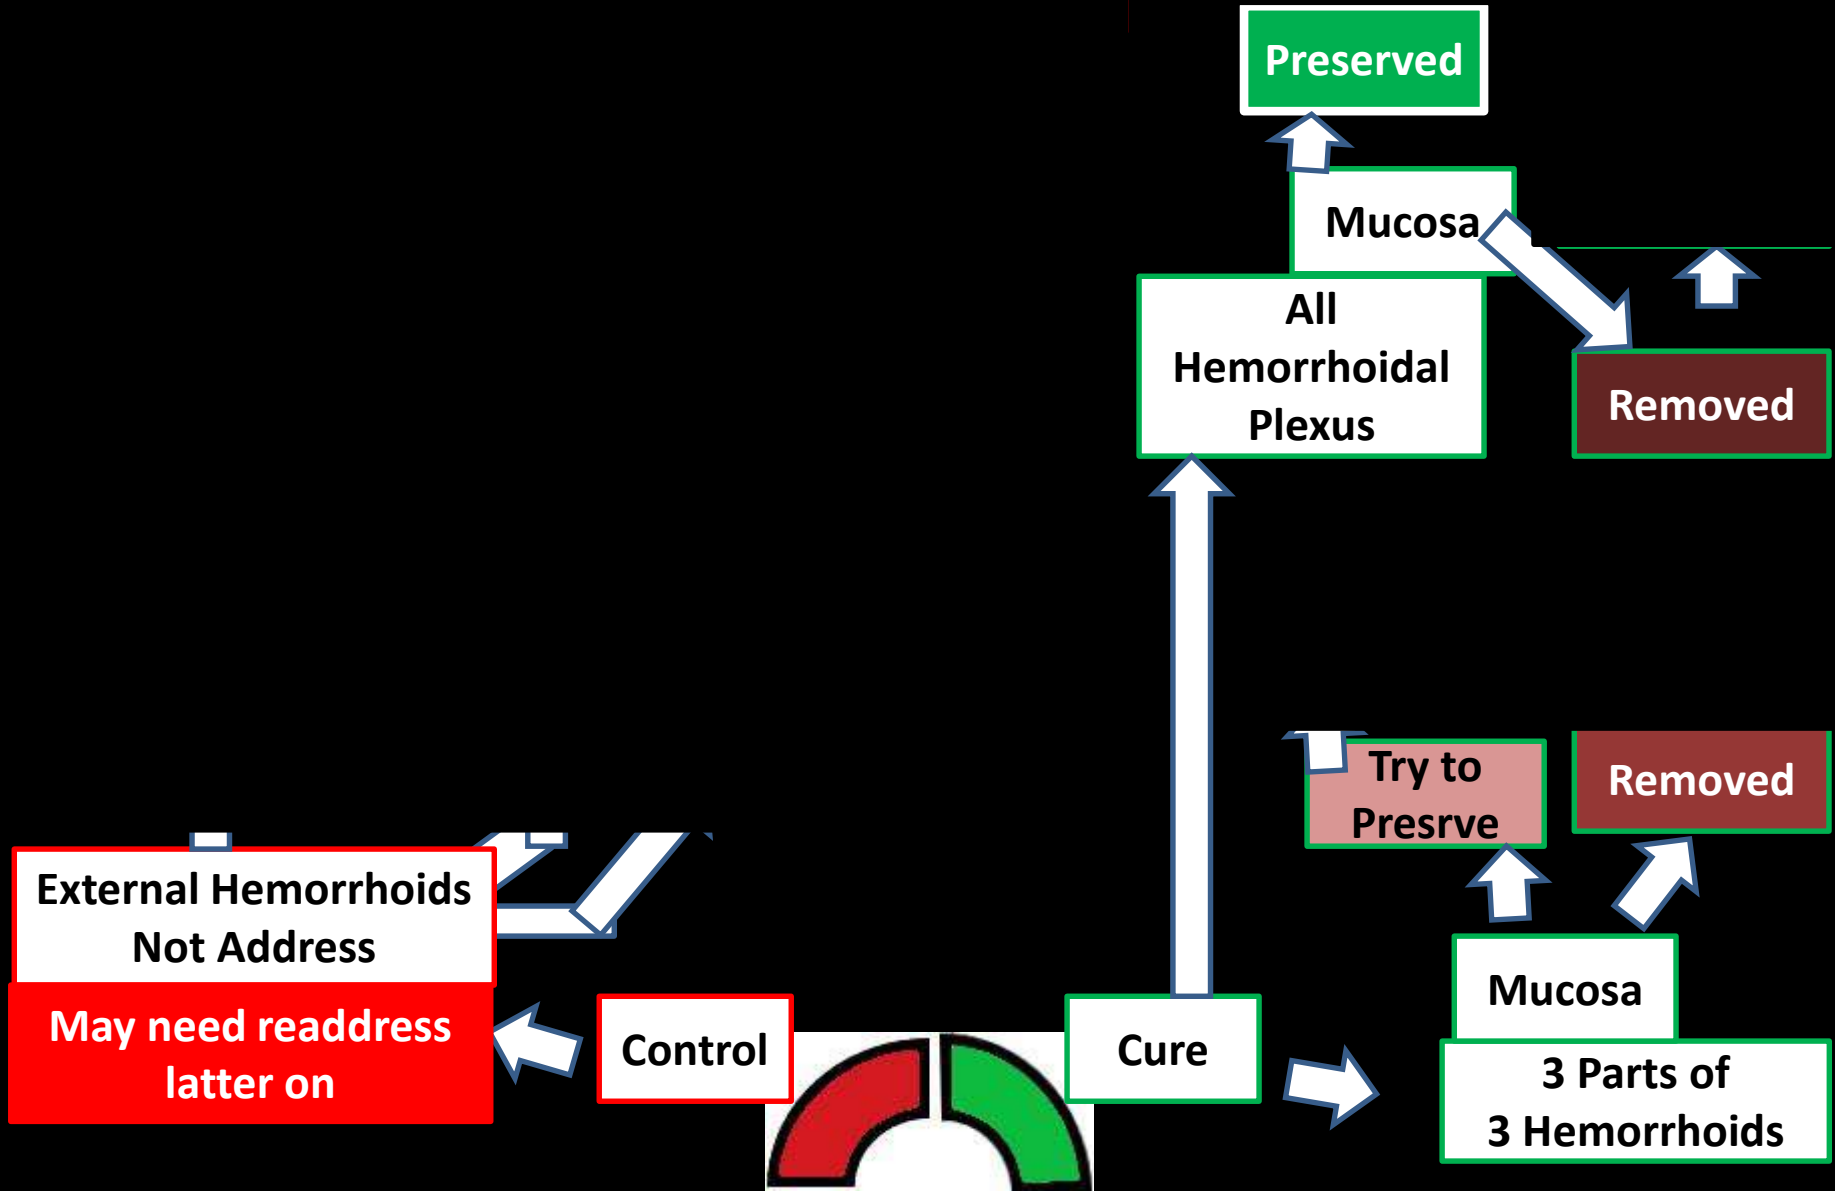 Preserved
Mucosa
All
Hemorrhoidal
Plexus
Removed
Try to
Presrve
Removed
External Hemorrhoids
Not Address
May need readdress
latter on
Control
Cure
Mucosa
3 Parts of
3 Hemorrhoids